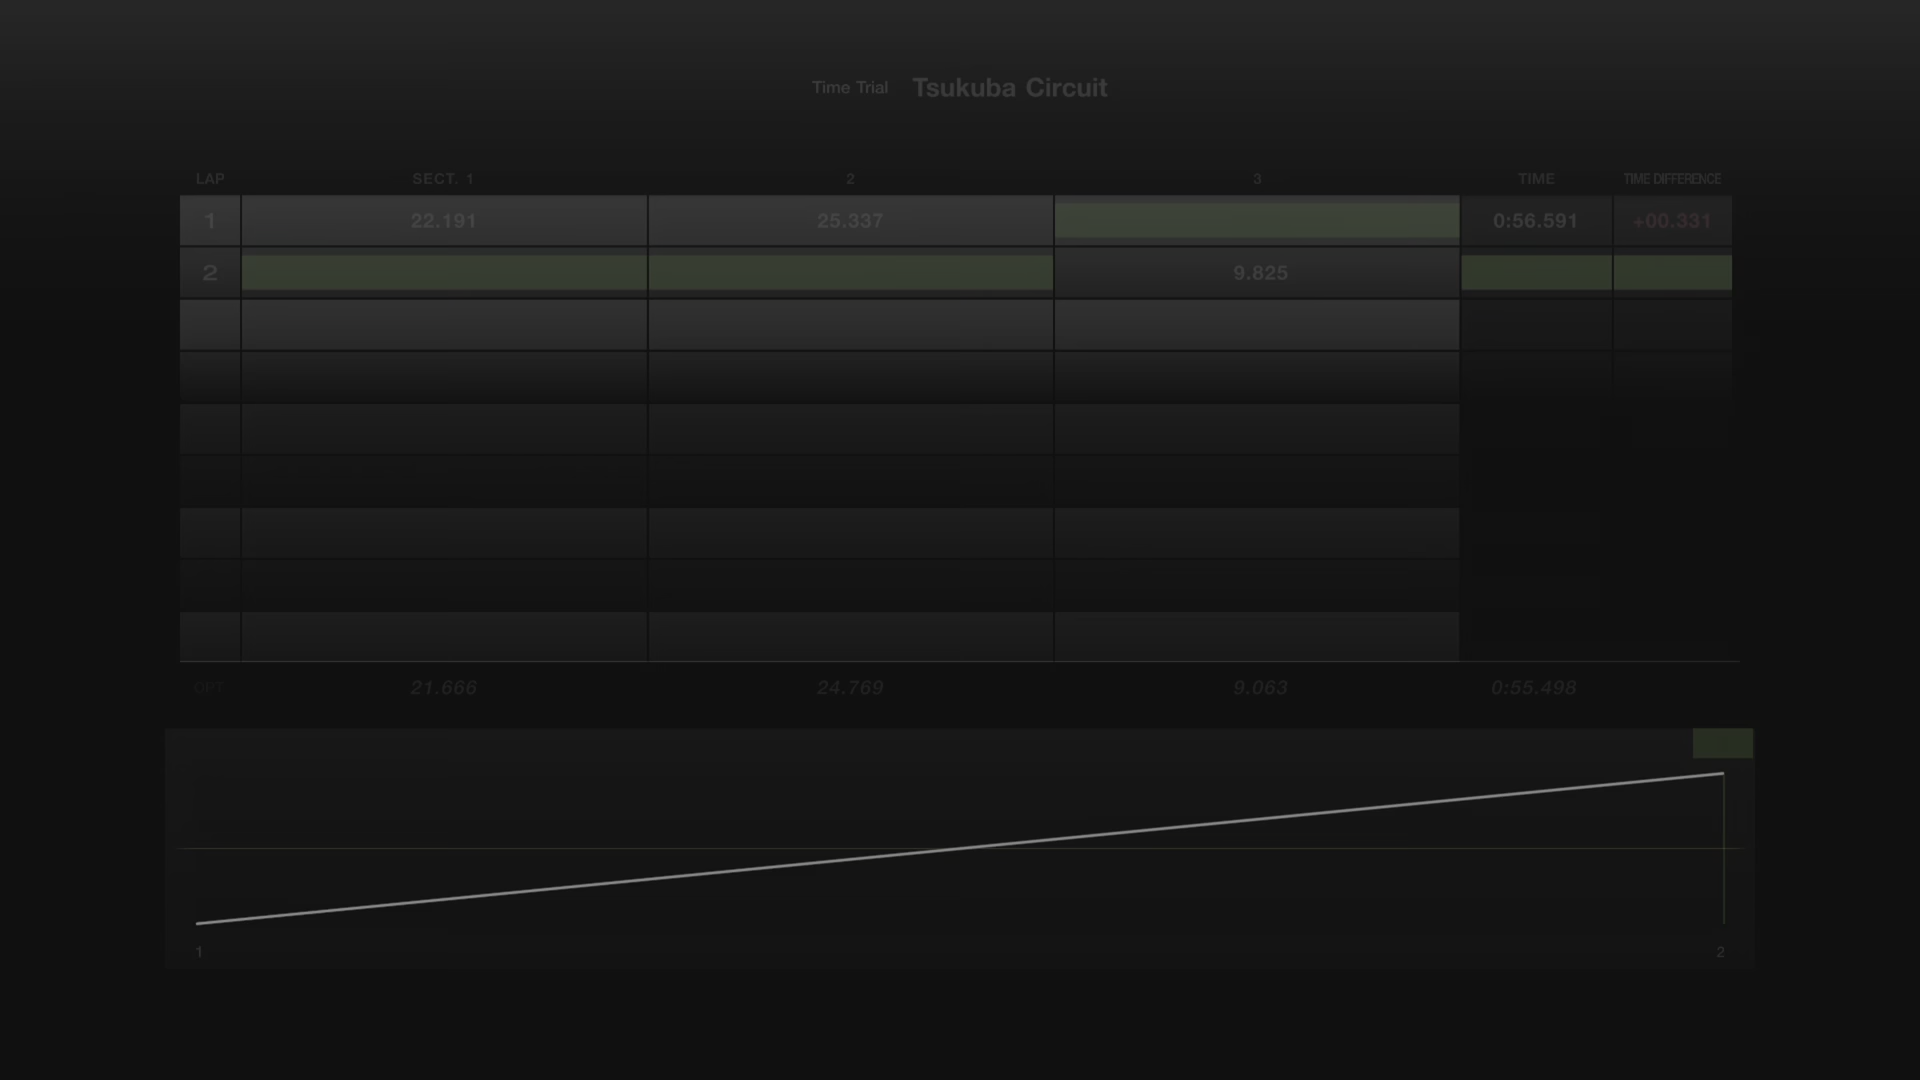 Time Trial Tsukuba Circuit
LAP SECT. 1 2 3 TIME TIME DIFFERENCE
1 22.191 25.337 0:56.591 +00.331
2 9.825
OPT 21.666 24.769 9.063 0:55.498
1 2